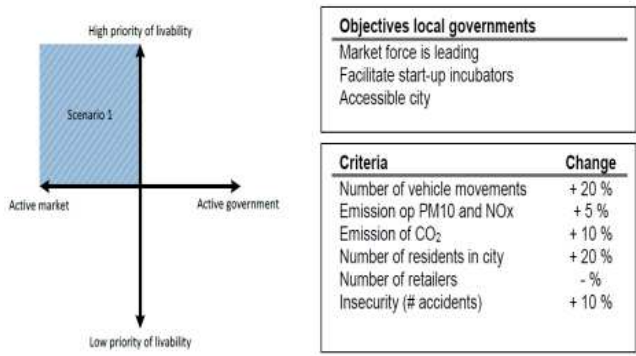 High priority of livability
Scenario 1
Active market
Active government
Low priority of livability
Objectives local governments
Market force is leading
Facilitate start-up incubators
Accessible city
Criteria Change
Number of vehicle movements + 20 %
Emission op PM10 and NOx + 5 %
Emission of CO₂ + 10 %
Number of residents in city + 20 %
Number of retailers - %
Insecurity (# accidents) + 10 %